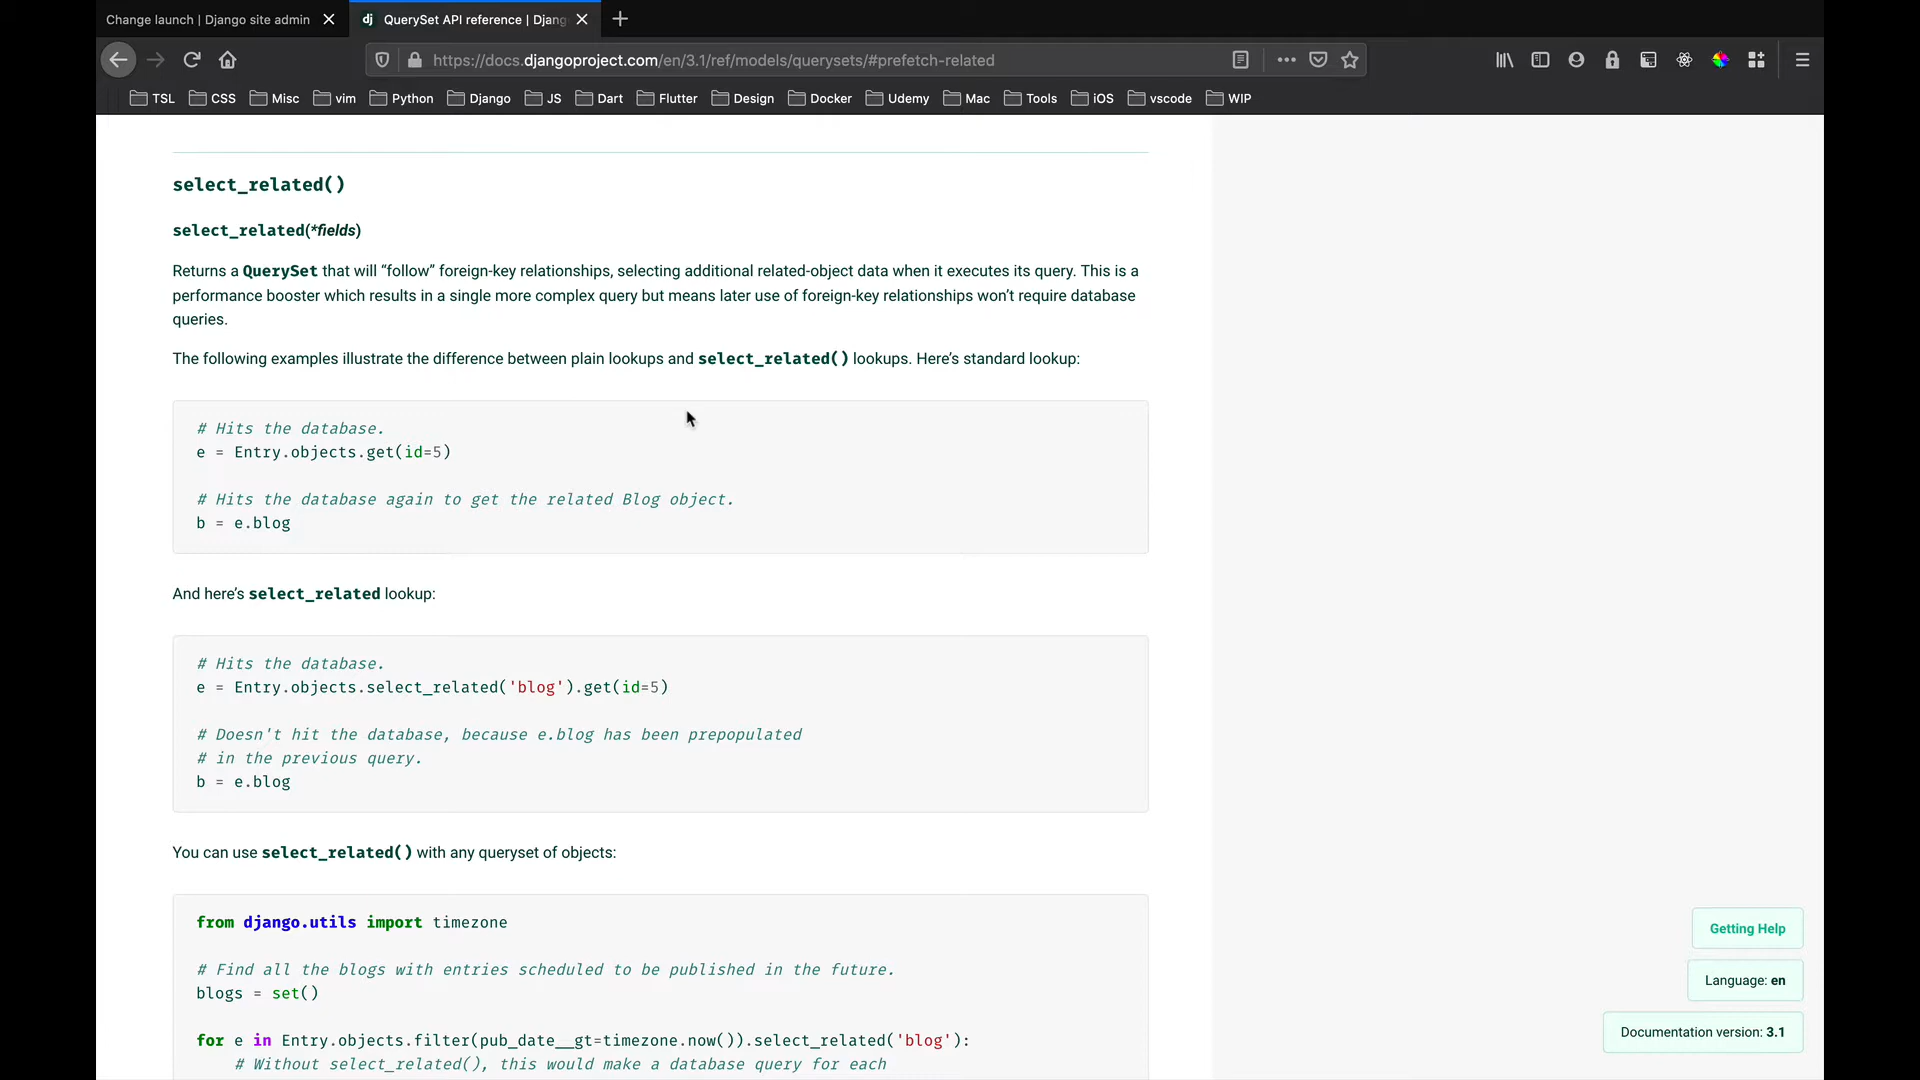 Change launch | Django site admin
dj QuerySet API reference | Djang
https://docs.djangoproject.com/en/3.1/ref/models/querysets/#prefetch-related
TSL CSS Misc vim Python Django JS Dart Flutter Design Docker Udemy Mac Tools iOS vscode WIP
select_related()
select_related(*fields)
Returns a QuerySet that will “follow” foreign-key relationships, selecting additional related-object data when it executes its query. This is a
performance booster which results in a single more complex query but means later use of foreign-key relationships won’t require database
queries.
The following examples illustrate the difference between plain lookups and select_related() lookups. Here’s standard lookup:
# Hits the database.
e = Entry.objects.get(id=5)
# Hits the database again to get the related Blog object.
b = e.blog
And here’s select_related lookup:
# Hits the database.
e = Entry.objects.select_related('blog').get(id=5)
# Doesn't hit the database, because e.blog has been prepopulated
# in the previous query.
b = e.blog
You can use select_related() with any queryset of objects:
from django.utils import timezone
# Find all the blogs with entries scheduled to be published in the future.
blogs = set()
for e in Entry.objects.filter(pub_date__gt=timezone.now()).select_related('blog'):
# Without select_related(), this would make a database query for each
Getting Help
Language: en
Documentation version: 3.1